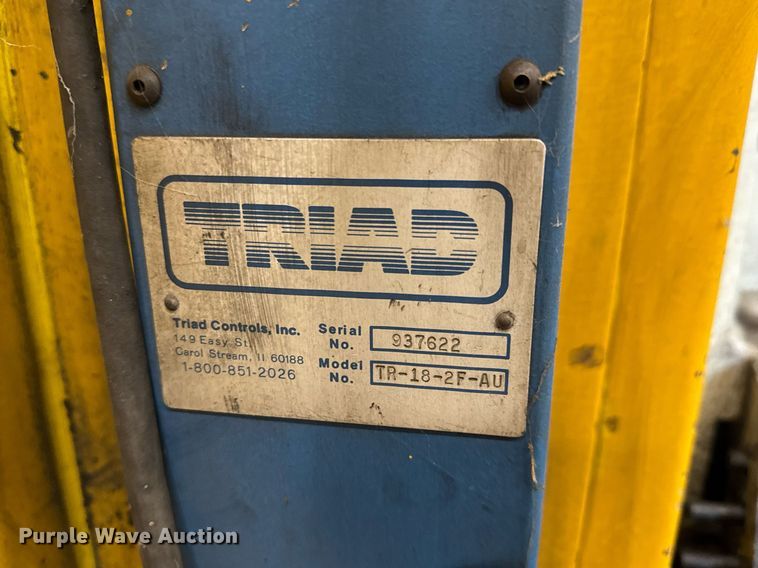 TRIAD
Triad Controls, Inc.
149 Easy St.
Carol Stream, Il 60188
1-800-851-2026
Serial No. 937622
Model No. TR-18-2F-AU
Purple Wave Auction